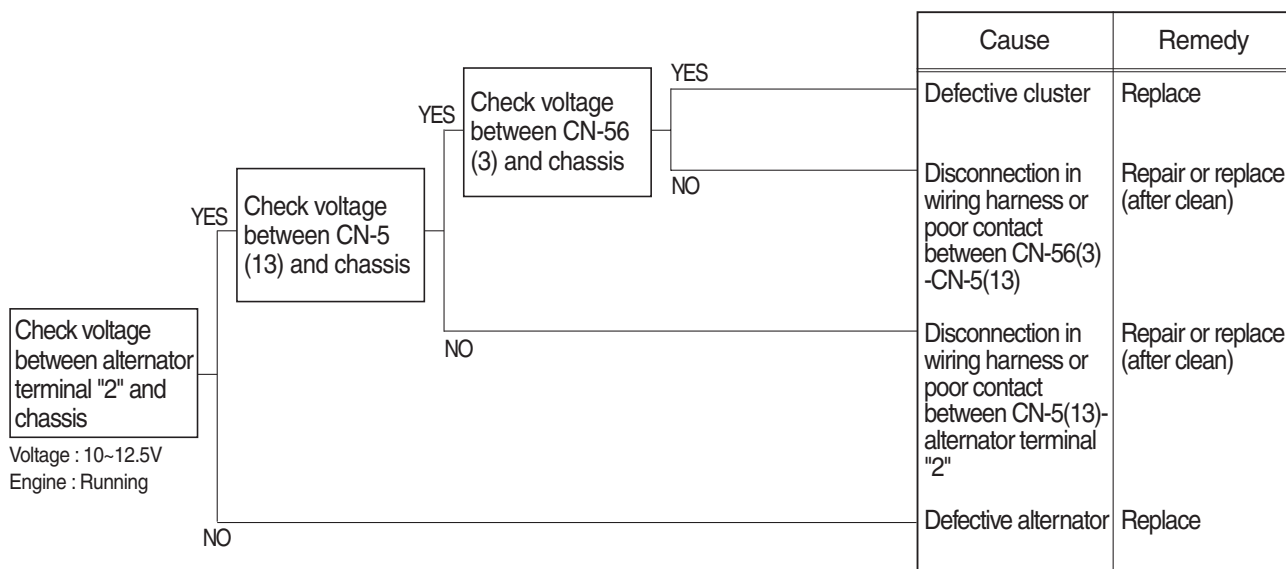 Cause
Remedy
YES
Defective cluster
Replace
YES
Check voltage
between CN-56
(3) and chassis
NO
Disconnection in
wiring harness or
poor contact
between CN-56(3)
-CN-5(13)
Repair or replace
(after clean)
YES
Check voltage
between CN-5
(13) and chassis
NO
Disconnection in
wiring harness or
poor contact
between CN-5(13)-
alternator terminal
"2"
Repair or replace
(after clean)
Check voltage
between alternator
terminal "2" and
chassis
Voltage : 10~12.5V
Engine : Running
NO
Defective alternator
Replace